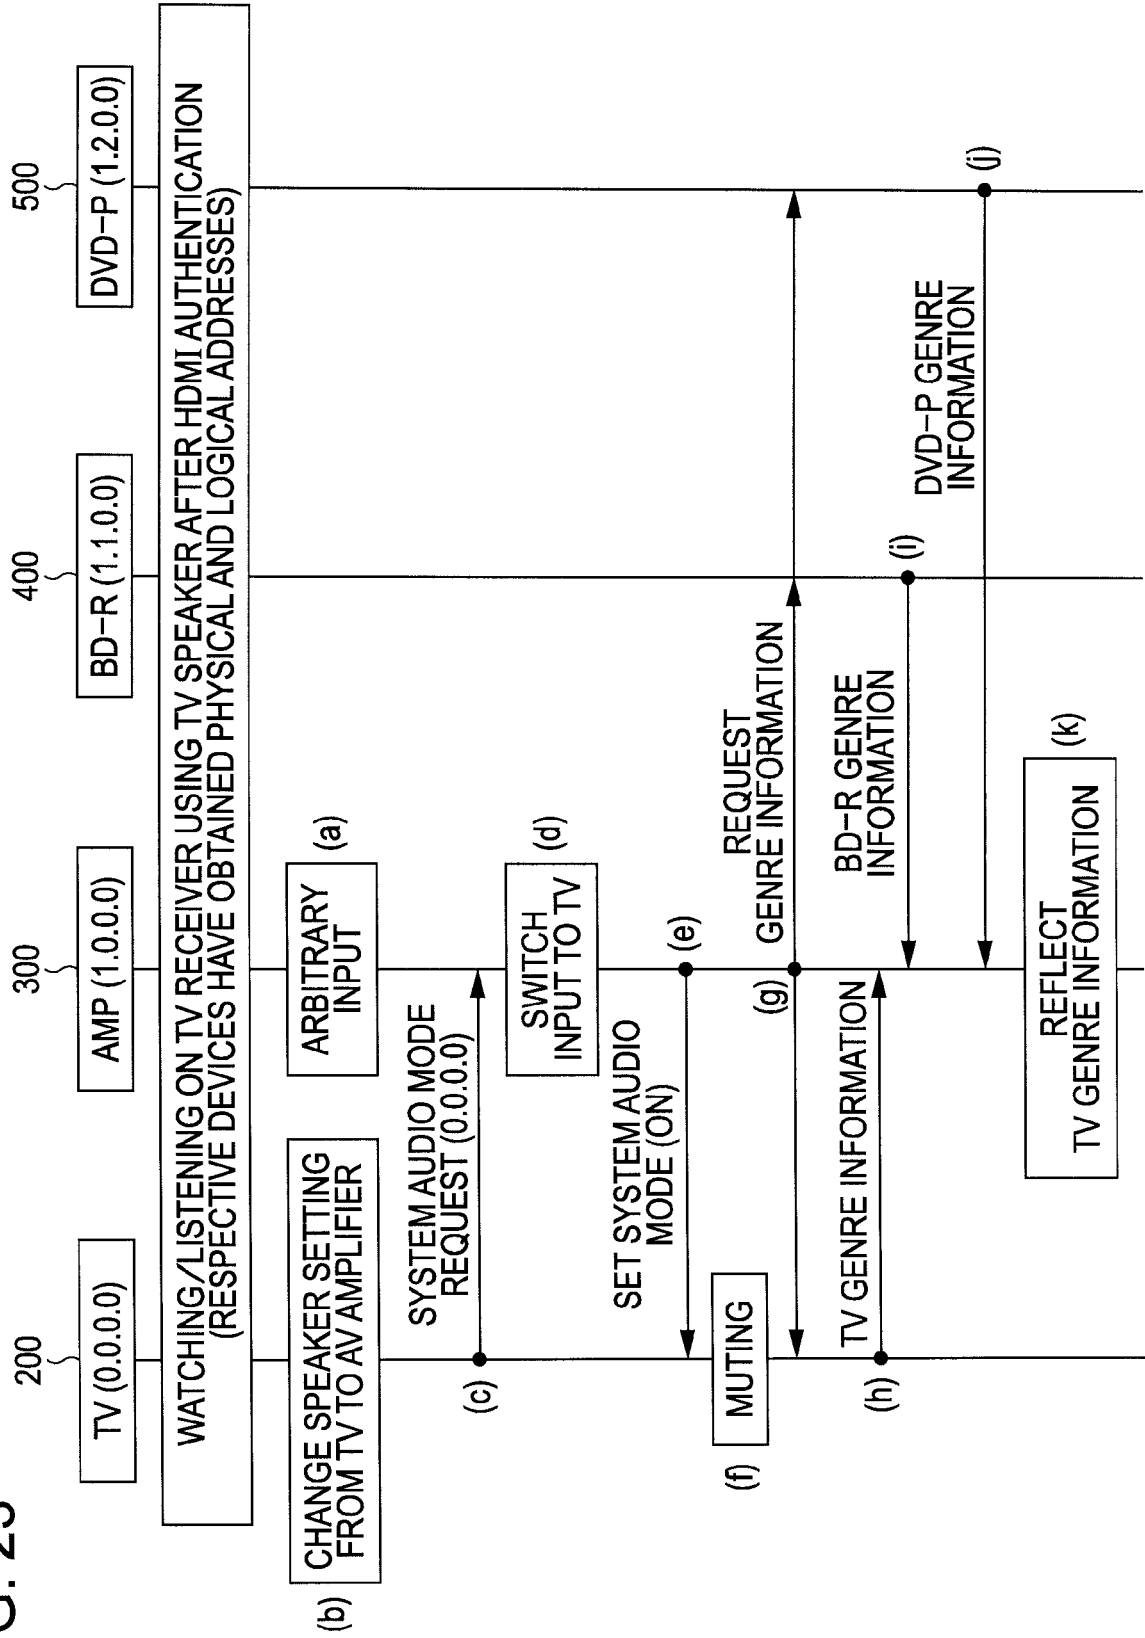 G. 23
200
300
400
500
TV (0.0.0.0)
AMP (1.0.0.0)
BD-R (1.1.0.0)
DVD-P (1.2.0.0)
WATCHING/LISTENING ON TV RECEIVER USING TV SPEAKER AFTER HDMI AUTHENTICATION
(RESPECTIVE DEVICES HAVE OBTAINED PHYSICAL AND LOGICAL ADDRESSES)
(b)
CHANGE SPEAKER SETTING
FROM TV TO AV AMPLIFIER
ARBITRARY
INPUT
(a)
SYSTEM AUDIO MODE
REQUEST (0.0.0.0)
(c)
SWITCH
INPUT TO TV
(d)
SET SYSTEM AUDIO
MODE (ON)
(e)
(f)
MUTING
REQUEST
GENRE INFORMATION
(g)
TV GENRE INFORMATION
(h)
BD-R GENRE
INFORMATION
(i)
DVD-P GENRE
INFORMATION
(j)
REFLECT
TV GENRE INFORMATION
(k)